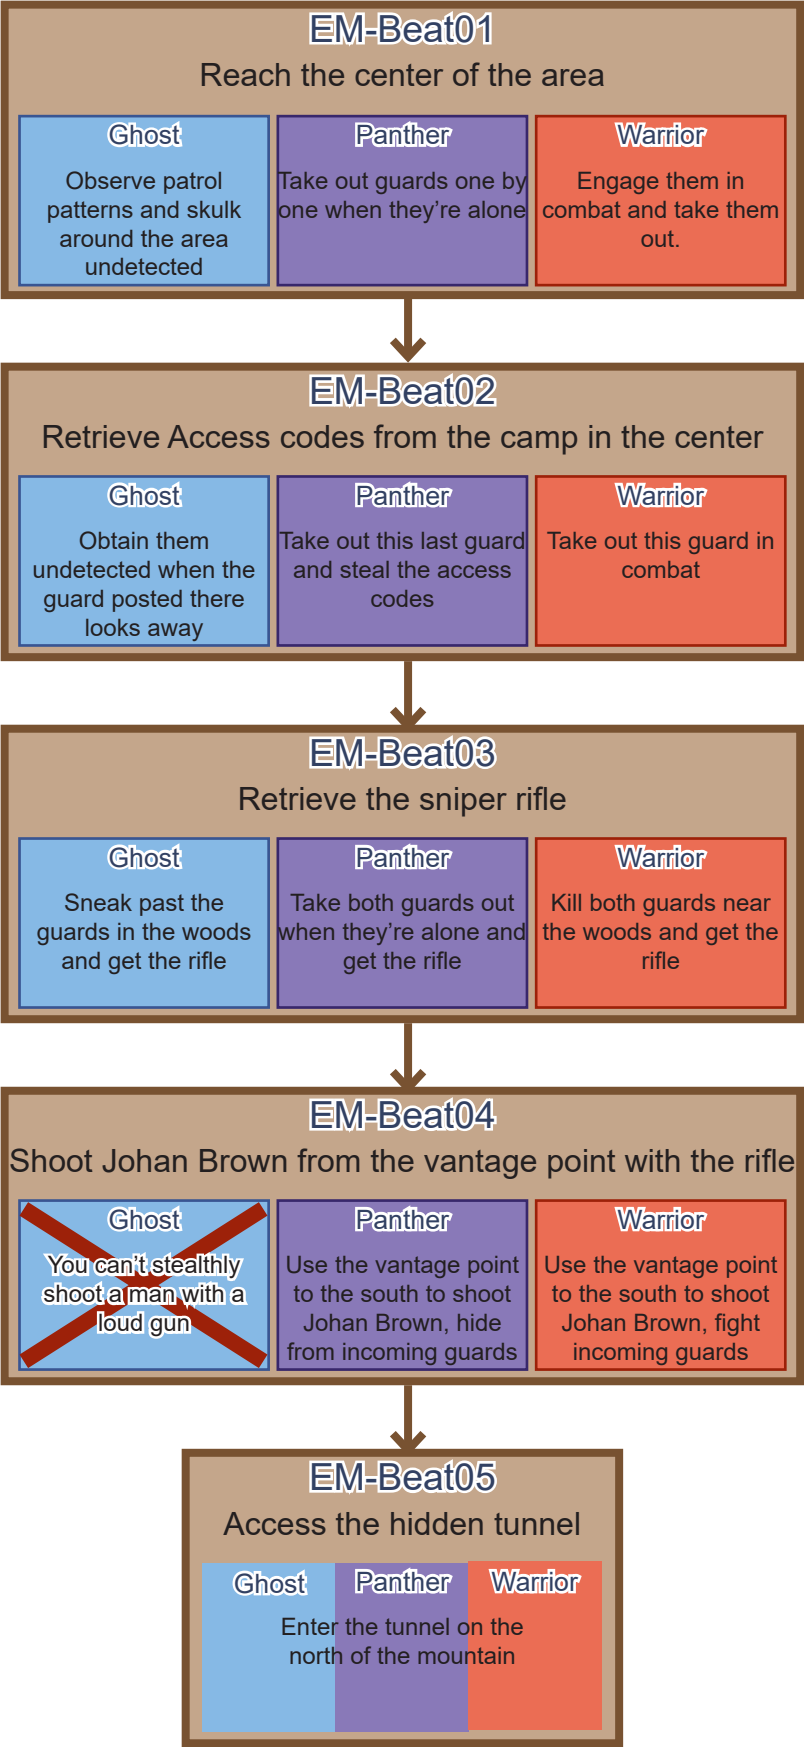 EM-Beat01
Reach the center of the area
Ghost
Observe patrol
patterns and skulk
around the area
undetected
Panther
Take out guards one by
one when they’re alone
Warrior
Engage them in
combat and take them
out.
EM-Beat02
Retrieve Access codes from the camp in the center
Ghost
Obtain them
undetected when the
guard posted there
looks away
Panther
Take out this last guard
and steal the access
codes
Warrior
Take out this guard in
combat
EM-Beat03
Retrieve the sniper rifle
Ghost
Sneak past the
guards in the woods
and get the rifle
Panther
Take both guards out
when they’re alone and
get the rifle
Warrior
Kill both guards near
the woods and get the
rifle
EM-Beat04
Shoot Johan Brown from the vantage point with the rifle
Ghost
You can’t stealthly
shoot a man with a
loud gun
Panther
Use the vantage point
to the south to shoot
Johan Brown, hide
from incoming guards
Warrior
Use the vantage point
to the south to shoot
Johan Brown, fight
incoming guards
EM-Beat05
Access the hidden tunnel
Ghost Panther Warrior
Enter the tunnel on the
north of the mountain